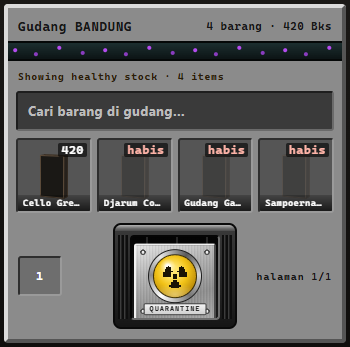 Gudang BANDUNG
4 barang · 420 Bks
Showing healthy stock · 4 items
Cari barang di gudang…
420
habis
habis
habis
Cello Gre…
Djarum Co…
Gudang Ga…
Sampoerna…
1
QUARANTINE
halaman 1/1